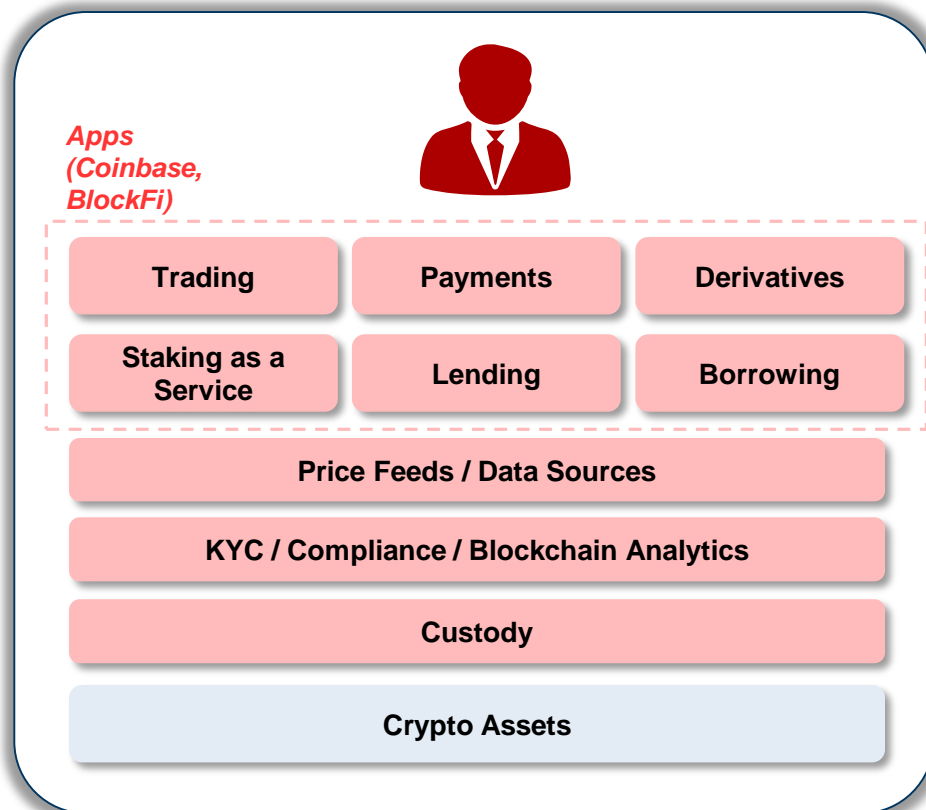 Apps
(Coinbase,
BlockFi)
Trading
Payments
Derivatives
Staking as a
Service
Lending
Borrowing
Price Feeds / Data Sources
KYC / Compliance / Blockchain Analytics
Custody
Crypto Assets